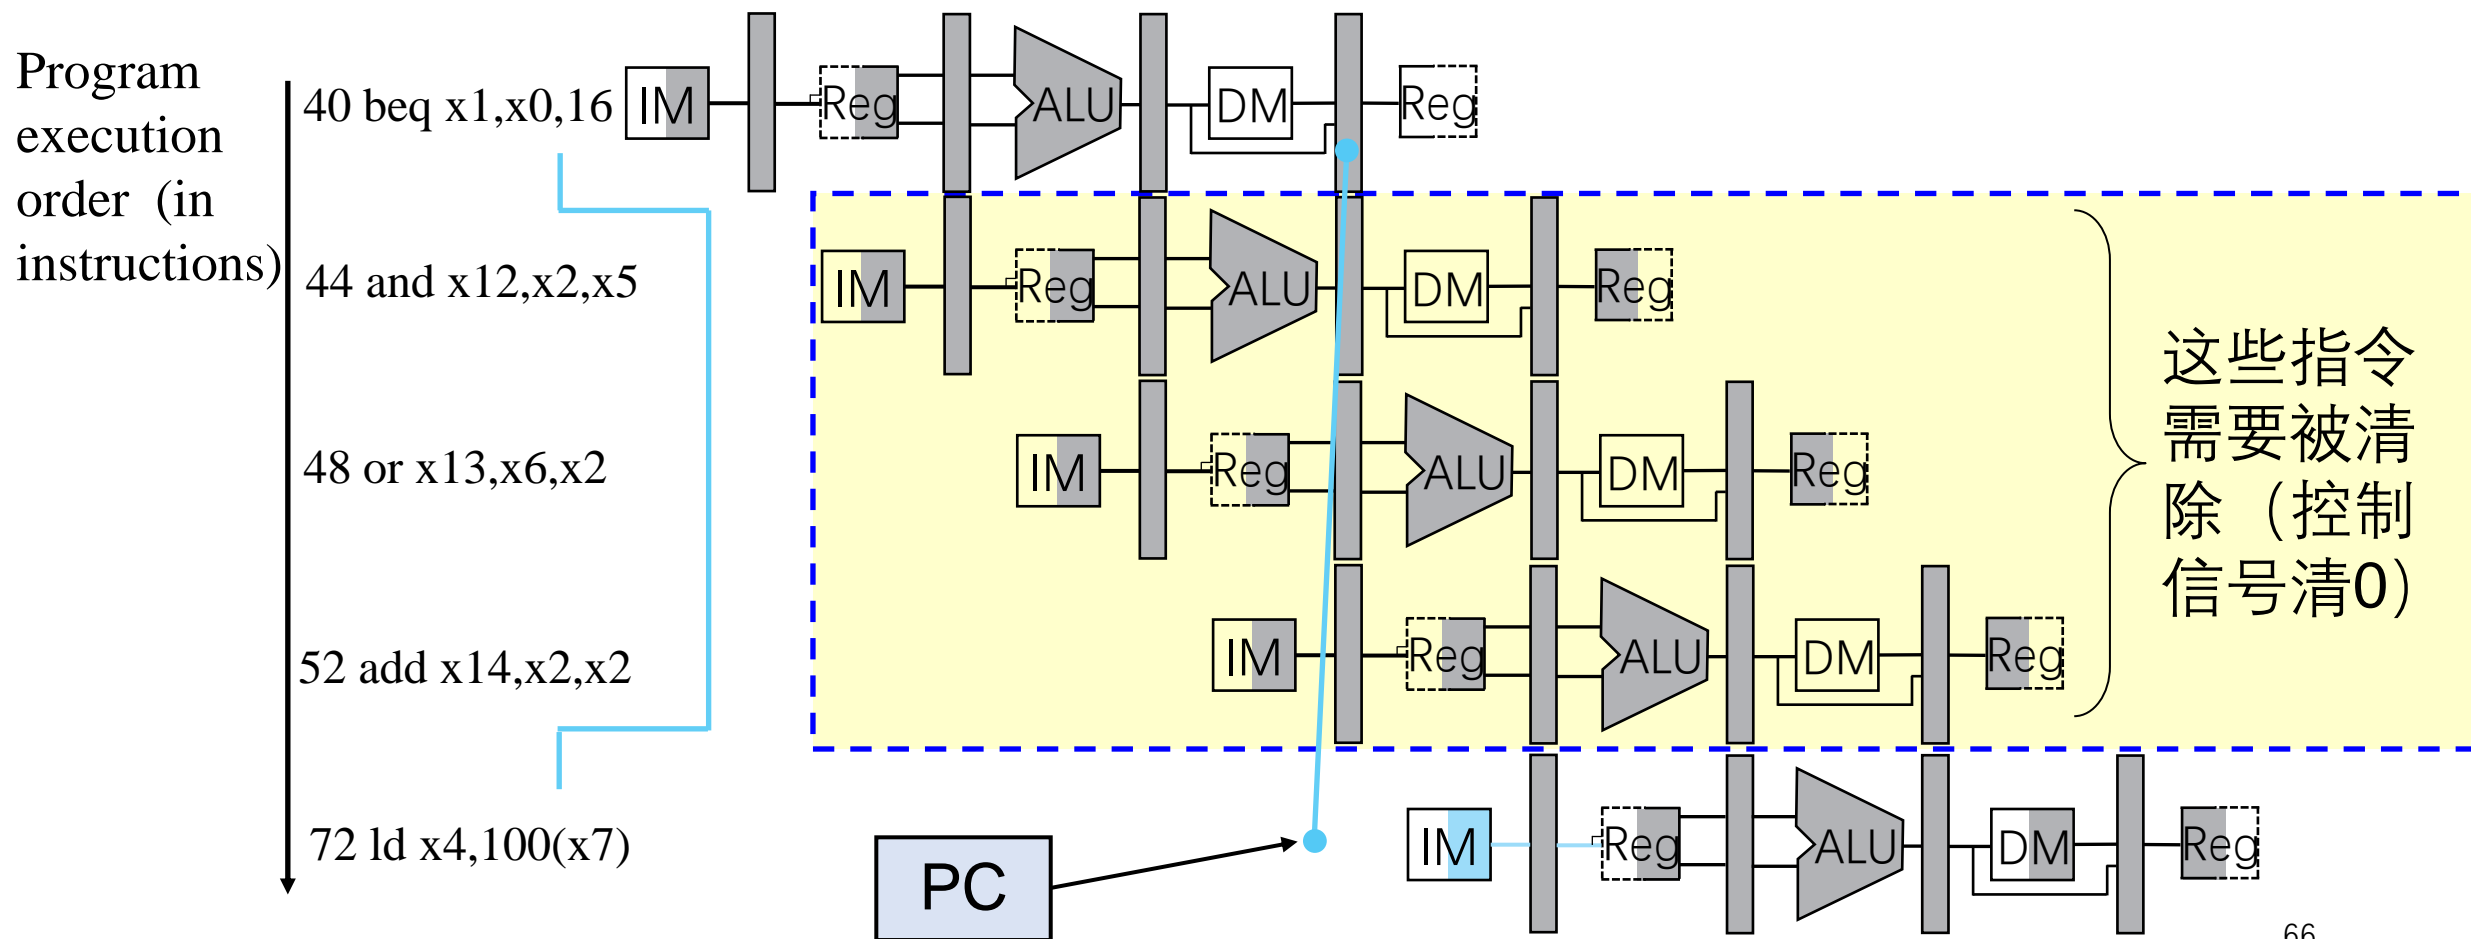 Program
execution
order (in
instructions)
40 beq x1,x0,16
IM
Reg
ALU
DM
Reg
44 and x12,x2,x5
IM
Reg
ALU
DM
Reg
48 or x13,x6,x2
IM
Reg
ALU
DM
Reg
52 add x14,x2,x2
IM
Reg
ALU
DM
Reg
这些指令
需要被清
除（控制
信号清0）
72 ld x4,100(x7)
IM
Reg
ALU
DM
Reg
PC
66